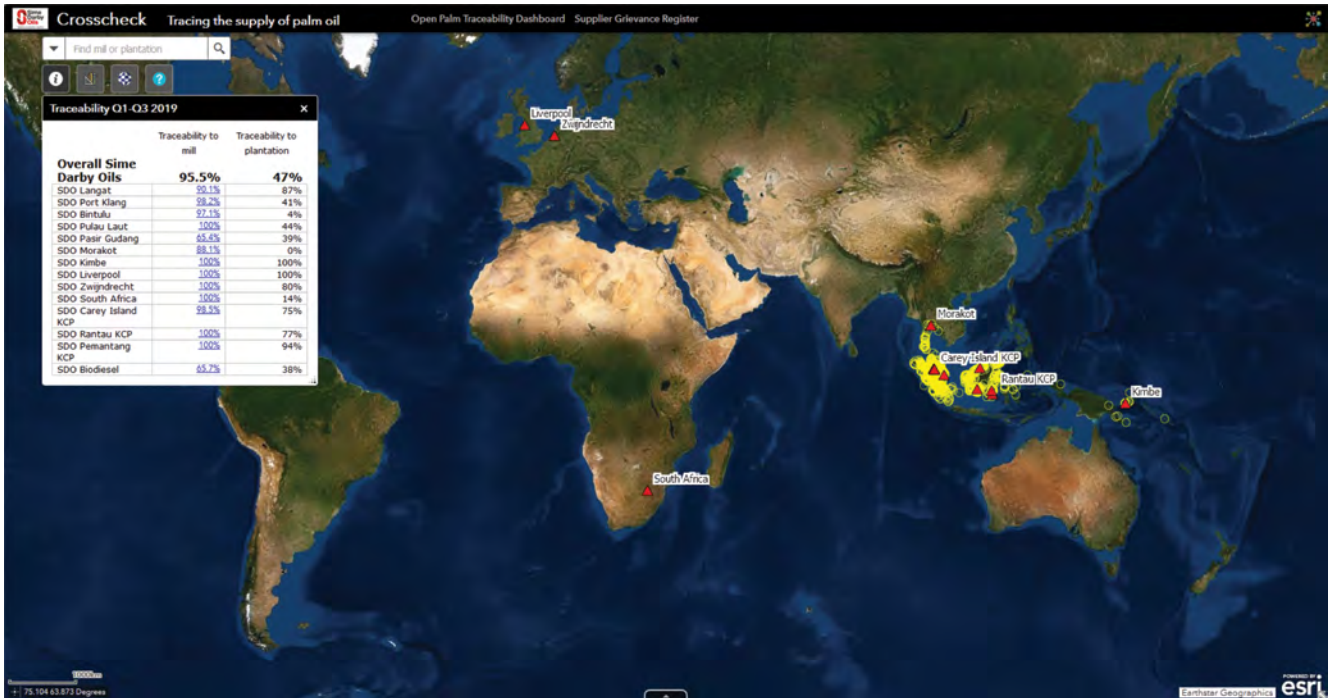 Sime Darby Oils
Crosscheck Tracing the supply of palm oil Open Palm Traceability Dashboard Supplier Grievance Register
Find mill or plantation
Traceability Q1-Q3 2019 ×
Traceability to mill Traceability to plantation
Overall Sime Darby Oils 95.5% 47%
SDO Langat 90.1% 87%
SDO Port Klang 98.2% 41%
SDO Bintulu 97.1% 4%
SDO Pulau Laut 100% 44%
SDO Pasir Gudang 65.4% 39%
SDO Morakot 88.1% 0%
SDO Kimbe 100% 100%
SDO Liverpool 100% 100%
SDO Zwijndrecht 100% 80%
SDO South Africa 100% 14%
SDO Carey Island KCP 98.5% 75%
SDO Rantau KCP 100% 77%
SDO Pemantang KCP 100% 94%
SDO Biodiesel 65.7% 38%
Liverpool
Zwijndrecht
Morakot
Carey Island KCP
Rantau KCP
Kimbe
South Africa
1000km
75.104 63.873 Degrees
Earthstar Geographics
POWERED BY
esri